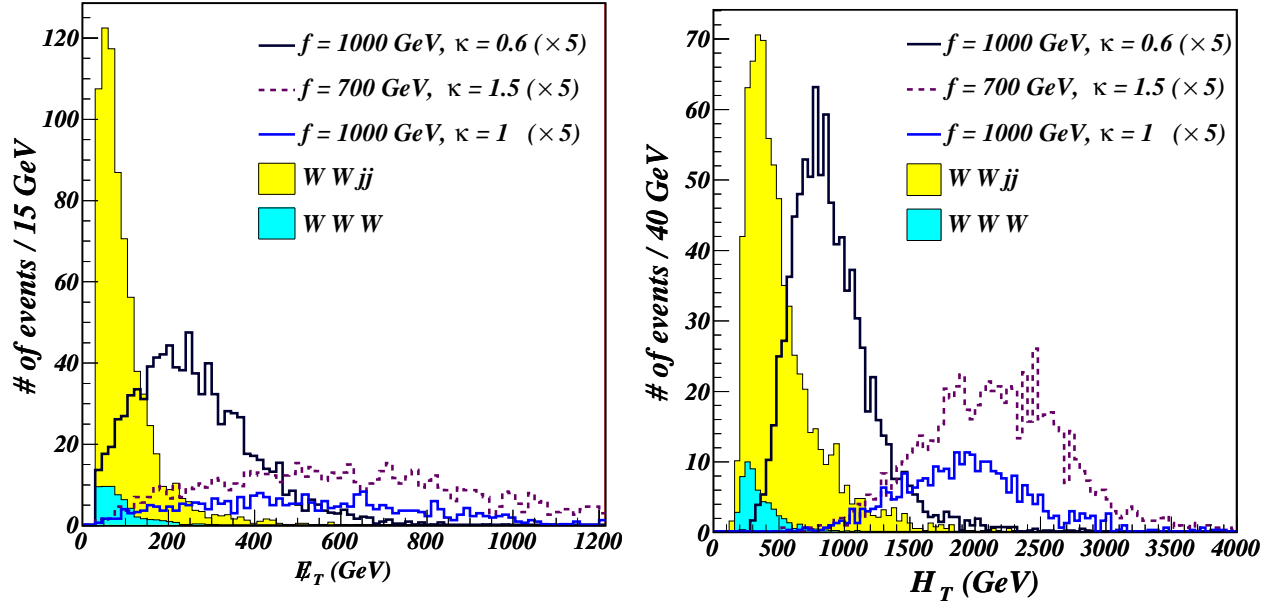 # of events / 15 GeV
120
100
80
60
40
20
0
f = 1000 GeV, κ = 0.6 (× 5)
f = 700 GeV, κ = 1.5 (× 5)
f = 1000 GeV, κ = 1 (× 5)
W W jj
W W W
0 200 400 600 800 1000 1200
E̸_T (GeV)
# of events / 40 GeV
70
60
50
40
30
20
10
0
f = 1000 GeV, κ = 0.6 (× 5)
f = 700 GeV, κ = 1.5 (× 5)
f = 1000 GeV, κ = 1 (× 5)
W W jj
W W W
0 500 1000 1500 2000 2500 3000 3500 4000
H_T (GeV)